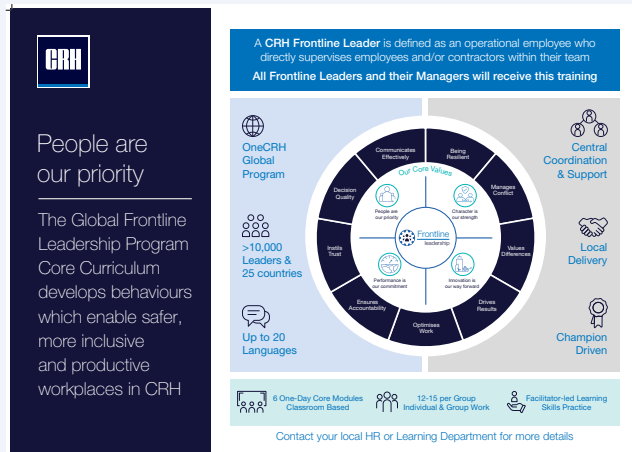 CRH
People are
our priority
The Global Frontline
Leadership Program
Core Curriculum
develops behaviours
which enable safer,
more inclusive
and productive
workplaces in CRH
A CRH Frontline Leader is defined as an operational employee who
directly supervises employees and/or contractors within their team
All Frontline Leaders and their Managers will receive this training
OneCRH
Global
Program
>10,000
Leaders &
25 countries
Up to 20
Languages
Communicates
Effectively
Being
Resilient
Decision
Quality
Manages
Conflict
Instils
Trust
Values
Differences
Ensures
Accountability
Drives
Results
Optimises
Work
Our Core Values
People are
our priority
Character is
our strength
Frontline
leadership
Performance is
our commitment
Innovation is
our way forward
Central
Coordination
& Support
Local
Delivery
Champion
Driven
6 One-Day Core Modules
Classroom Based
12-15 per Group
Individual & Group Work
Facilitator-led Learning
Skills Practice
Contact your local HR or Learning Department for more details